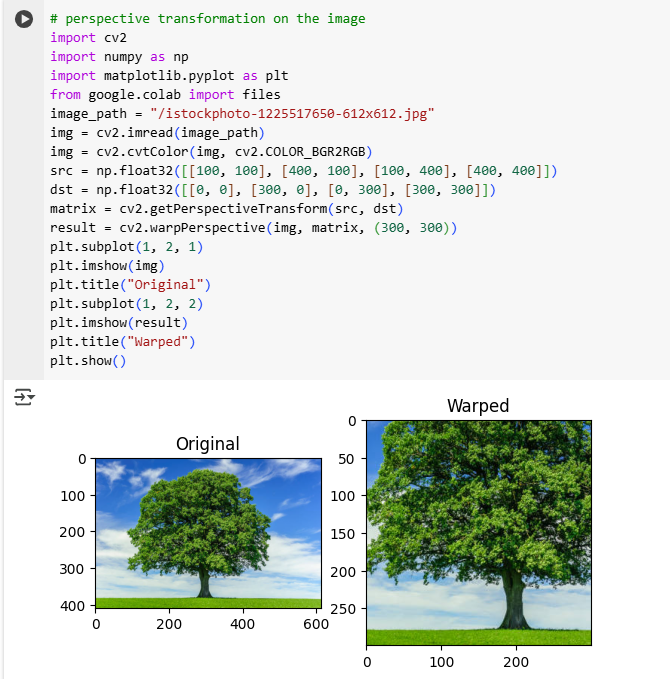 # perspective transformation on the image
import cv2
import numpy as np
import matplotlib.pyplot as plt
from google.colab import files
image_path = "/istockphoto-1225517650-612x612.jpg"
img = cv2.imread(image_path)
img = cv2.cvtColor(img, cv2.COLOR_BGR2RGB)
src = np.float32([[100, 100], [400, 100], [100, 400], [400, 400]])
dst = np.float32([[0, 0], [300, 0], [0, 300], [300, 300]])
matrix = cv2.getPerspectiveTransform(src, dst)
result = cv2.warpPerspective(img, matrix, (300, 300))
plt.subplot(1, 2, 1)
plt.imshow(img)
plt.title("Original")
plt.subplot(1, 2, 2)
plt.imshow(result)
plt.title("Warped")
plt.show()
Original
0
100
200
300
400
0 200 400 600
Warped
0
50
100
150
200
250
0 100 200